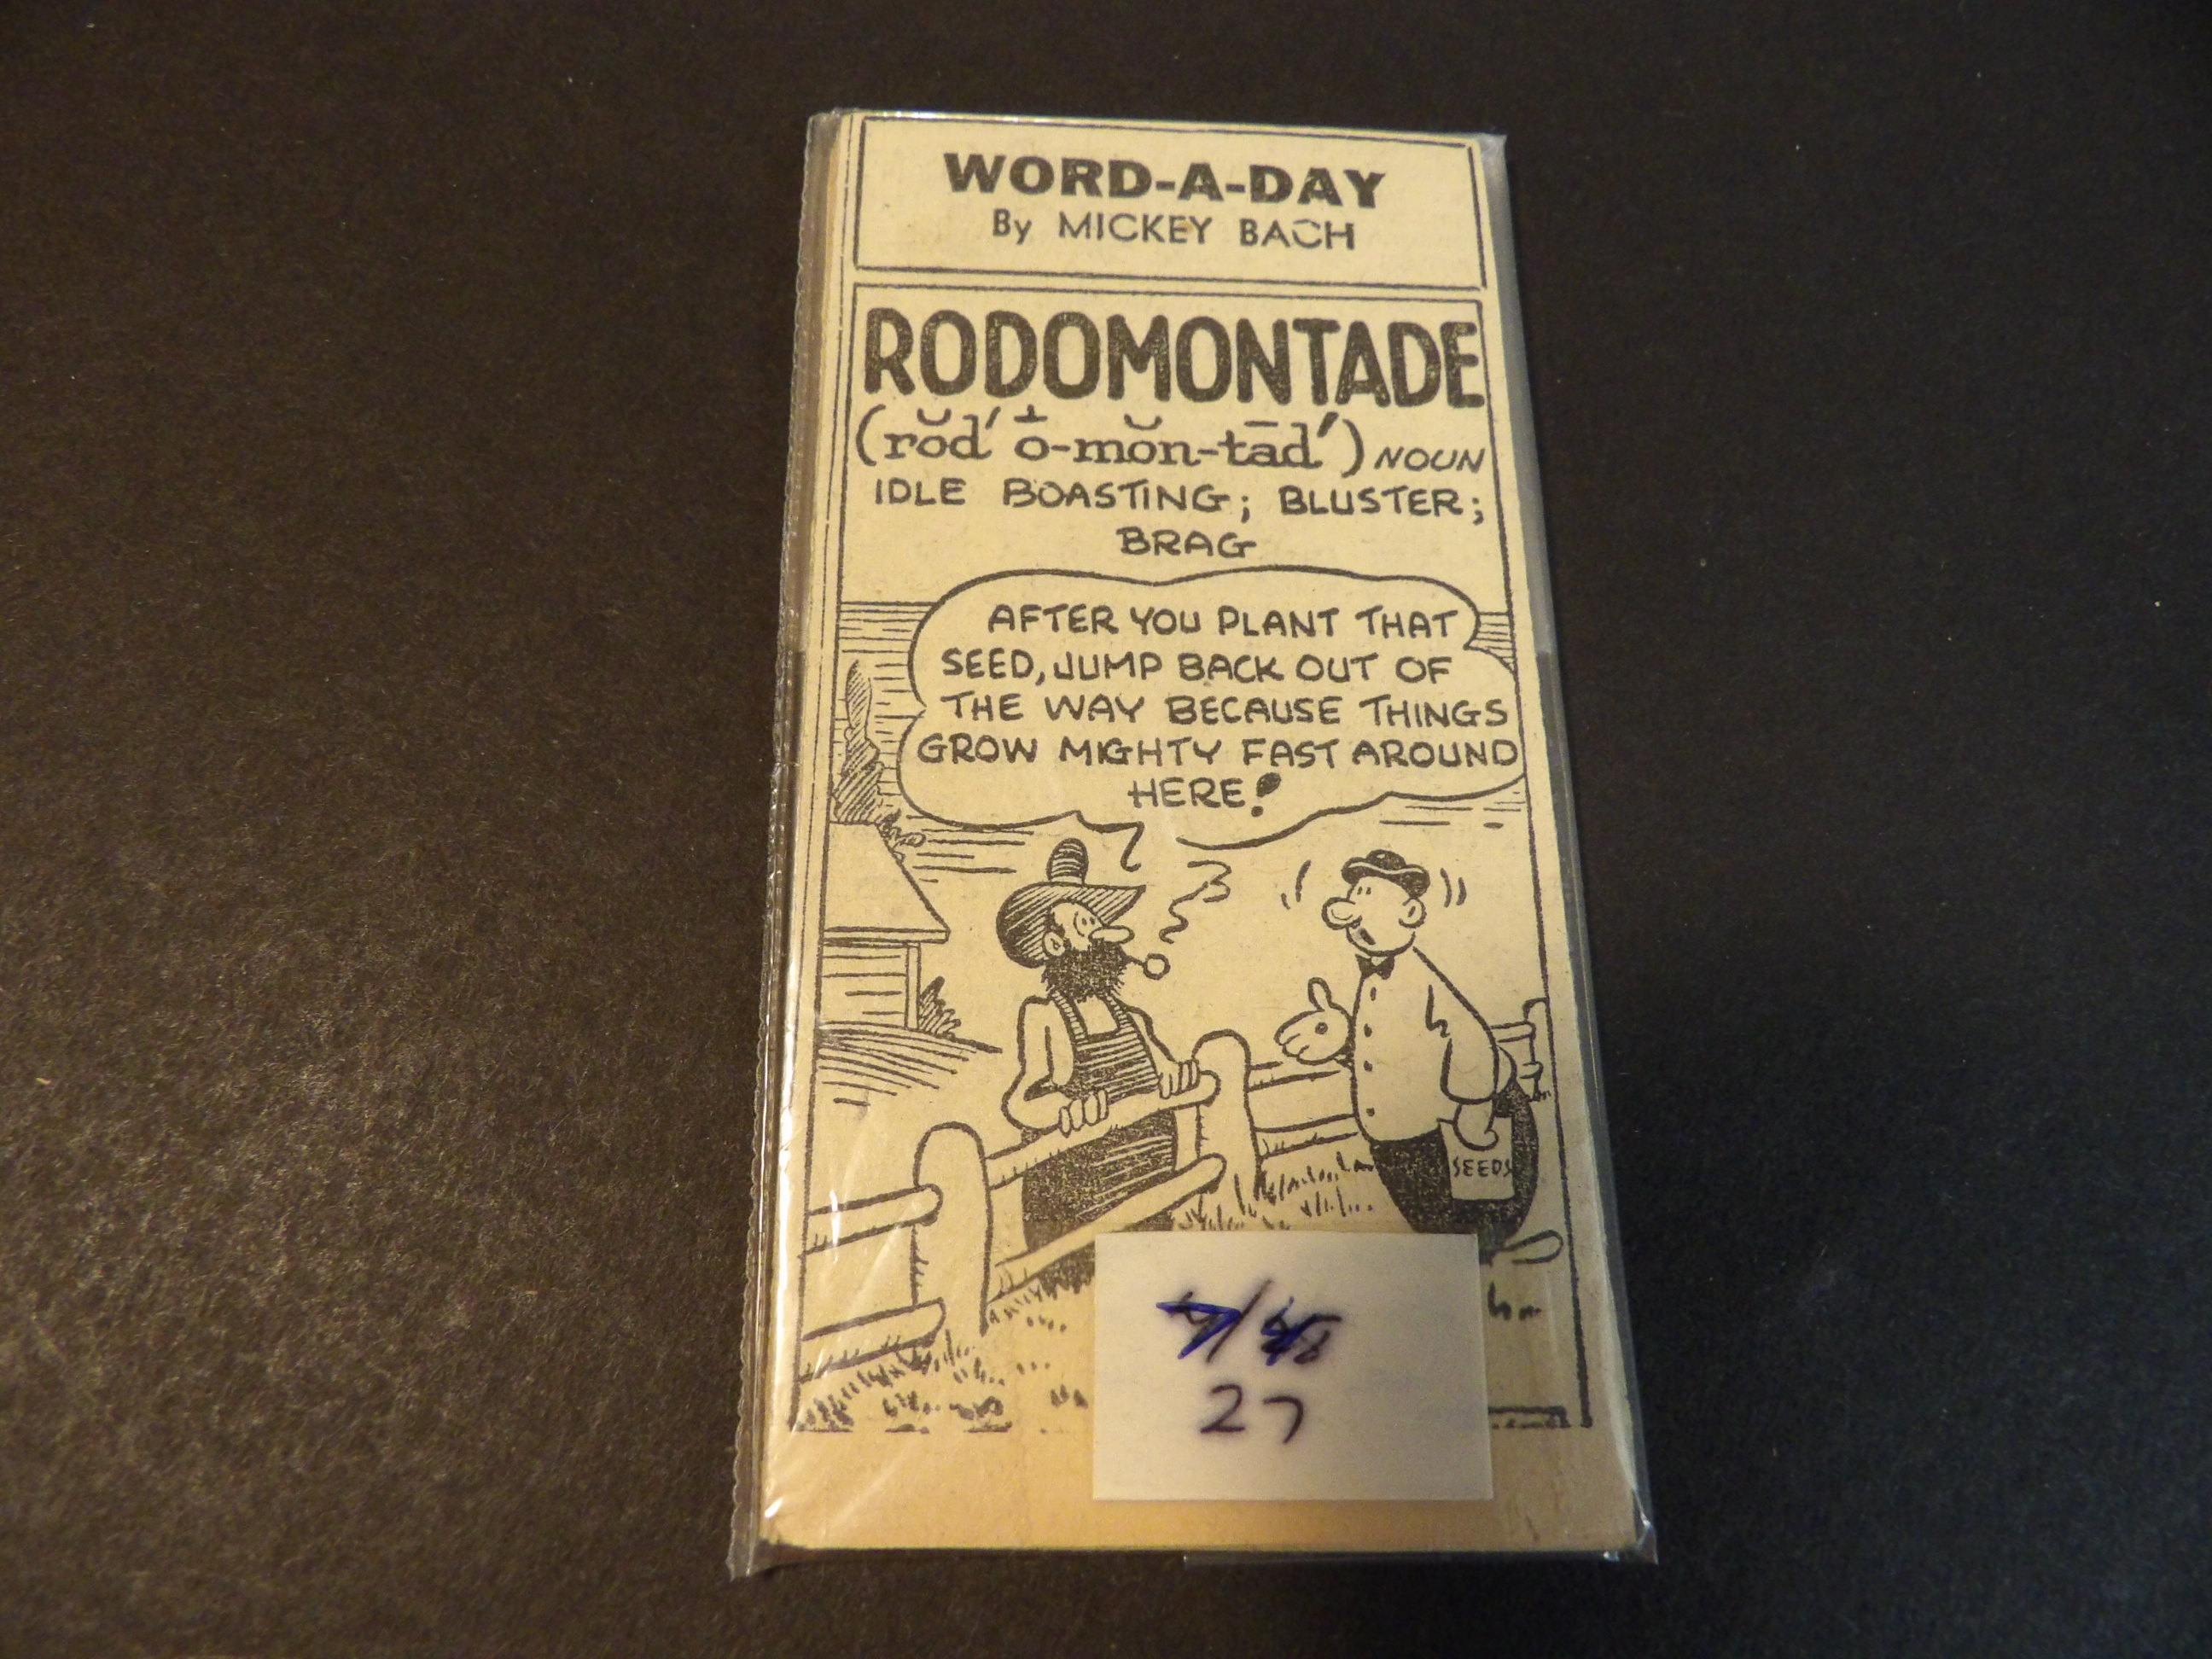 WORD-A-DAY
By MICKEY BACH
RODOMONTADE
(rŏd′ o-mŏn-tād′) NOUN
IDLE BOASTING; BLUSTER;
BRAG
AFTER YOU PLANT THAT
SEED, JUMP BACK OUT OF
THE WAY BECAUSE THINGS
GROW MIGHTY FAST AROUND
HERE!
SEEDS
27